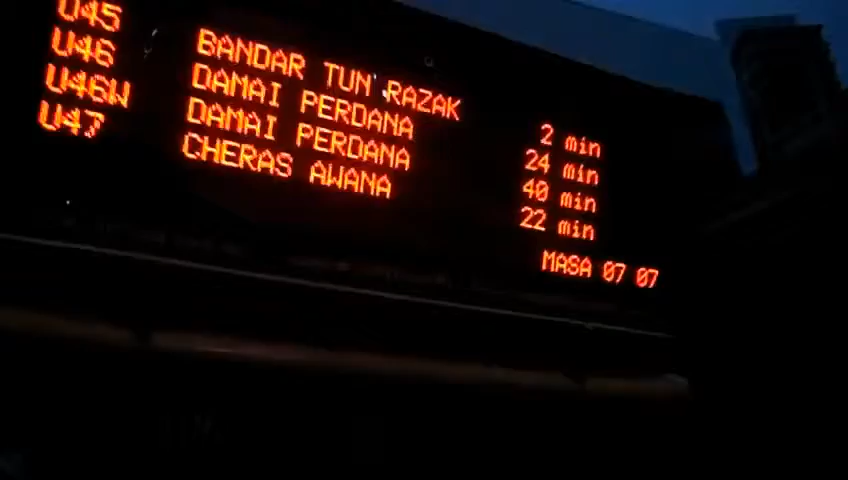 U45 BANDAR TUN RAZAK 2 min
U46 DAMAI PERDANA 24 min
U46W DAMAI PERDANA 40 min
U47 CHERAS AWANA 22 min
MASA 07 07